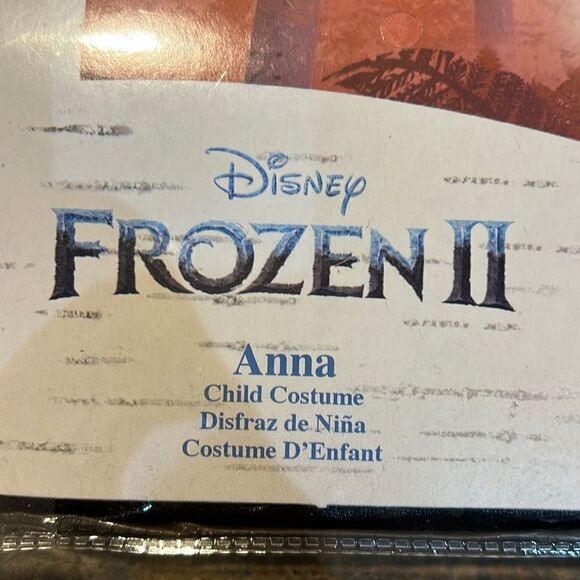 Disney
FROZEN II
Anna
Child Costume
Disfraz de Niña
Costume D'Enfant